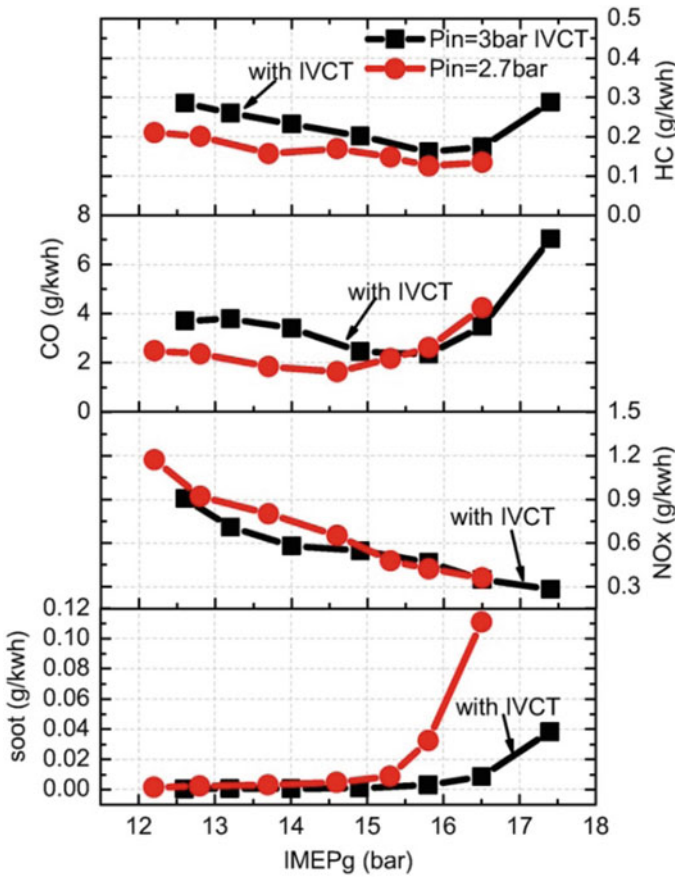 Pin=3bar IVCT
Pin=2.7bar
with IVCT
0.5
0.4
0.3
0.2
0.1
0.0
HC (g/kwh)
8
6
4
2
0
CO (g/kwh)
with IVCT
1.5
1.2
0.9
0.6
0.3
NOx (g/kwh)
with IVCT
0.12
0.10
0.08
0.06
0.04
0.02
0.00
soot (g/kwh)
with IVCT
12 13 14 15 16 17 18
IMEPg (bar)